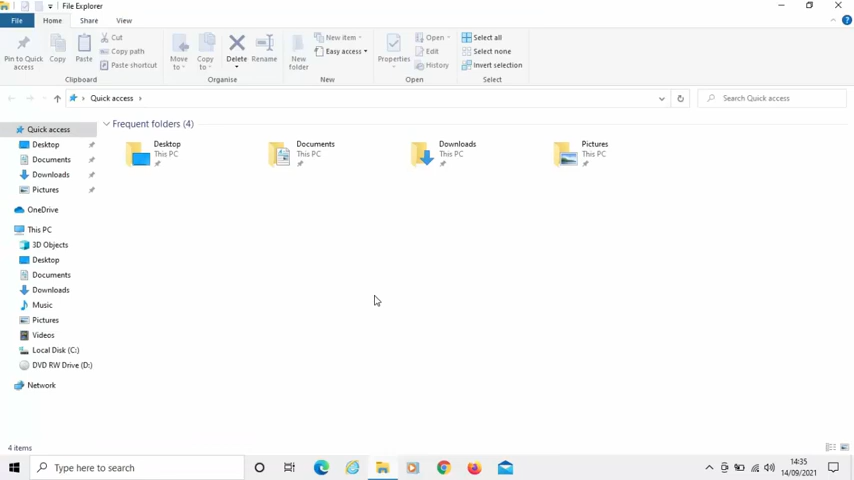 File Explorer
File Home Share View
Pin to Quick access
Copy
Paste
Cut
Copy path
Paste shortcut
Clipboard
Move to
Copy to
Delete
Rename
Organise
New folder
New item
Easy access
New
Properties
Open
Edit
History
Open
Select all
Select none
Invert selection
Select
Quick access
Search Quick access
Quick access
Desktop
Documents
Downloads
Pictures
OneDrive
This PC
3D Objects
Desktop
Documents
Downloads
Music
Pictures
Videos
Local Disk (C:)
DVD RW Drive (D:)
Network
Frequent folders (4)
Desktop
This PC
Documents
This PC
Downloads
This PC
Pictures
This PC
4 items
Type here to search
14:35
14/09/2021